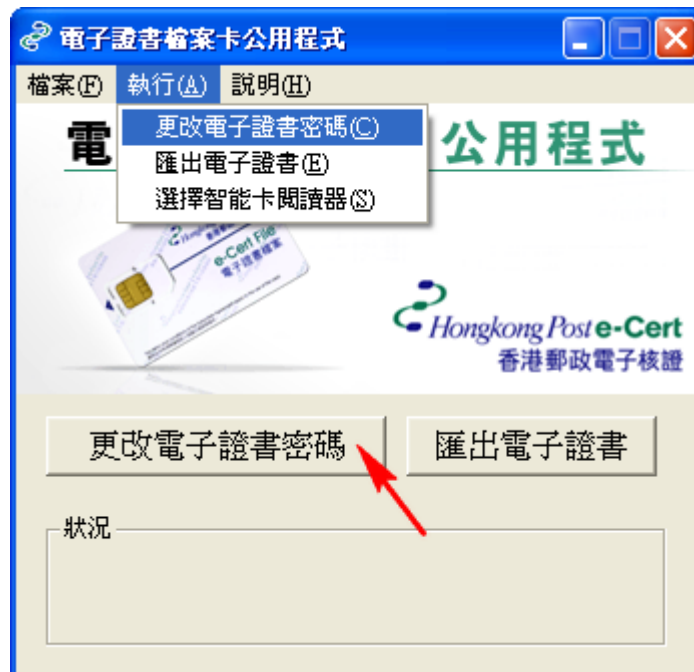 電子證書檔案卡公用程式
檔案(F) 執行(A) 說明(H)
電
公用程式
更改電子證書密碼(C)
匯出電子證書(E)
選擇智能卡閱讀器(S)
e-Cert File
電子證書檔案
Hongkong Post e-Cert
香港郵政電子核證
更改電子證書密碼
匯出電子證書
狀況